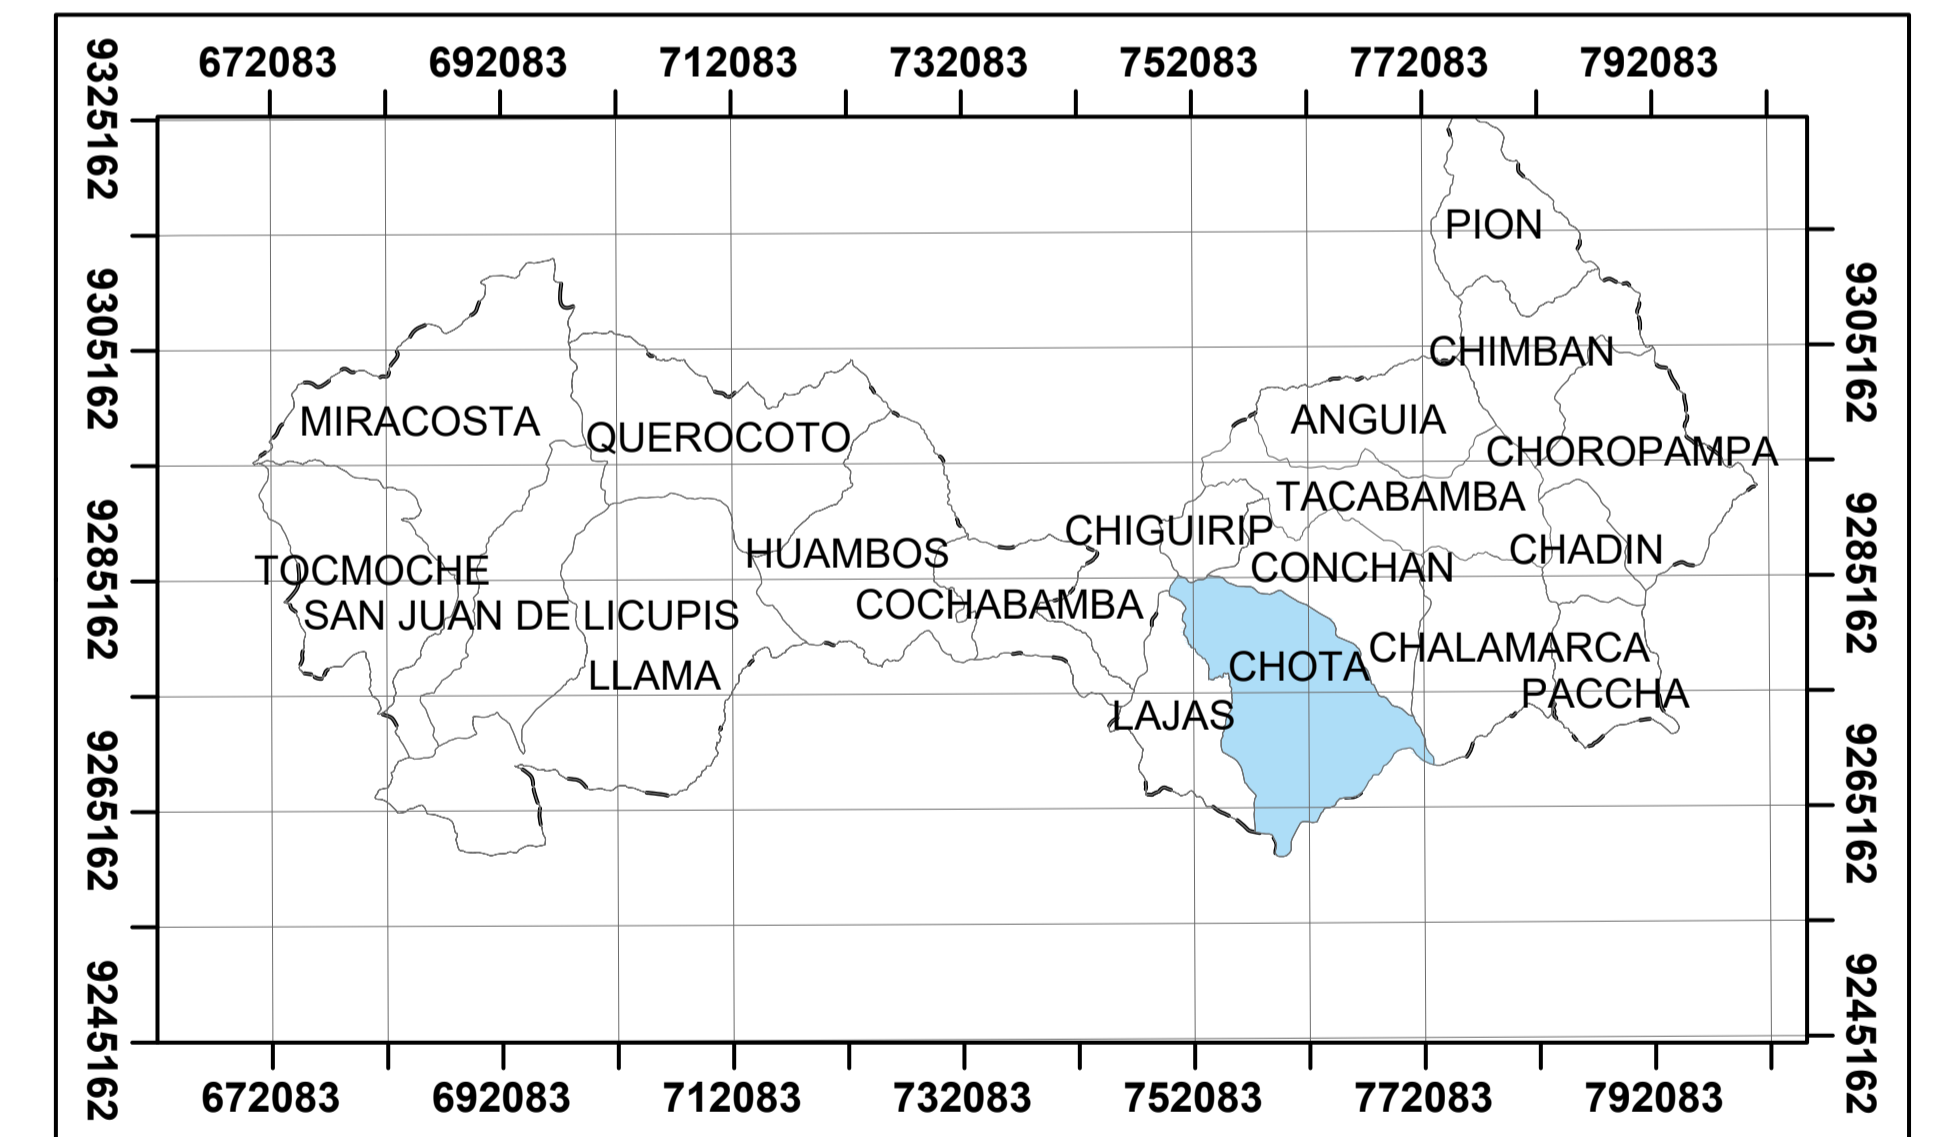 672083 692083 712083 732083 752083 772083 792083
9325162
PION
9305162
9305162
CHIMBAN
MIRACOSTA
ANGUIA
QUEROCOTO
CHOROPAMPA
TACABAMBA
CHIGUIRIP
HUAMBOS
CHADIN
9285162
TOCMOCHE
CONCHAN
9285162
COCHABAMBA
SAN JUAN DE LICUPIS
CHALAMARCA
CHOTA
LLAMA
PACCHA
LAJAS
9265162
9265162
9245162
9245162
672083 692083 712083 732083 752083 772083 792083